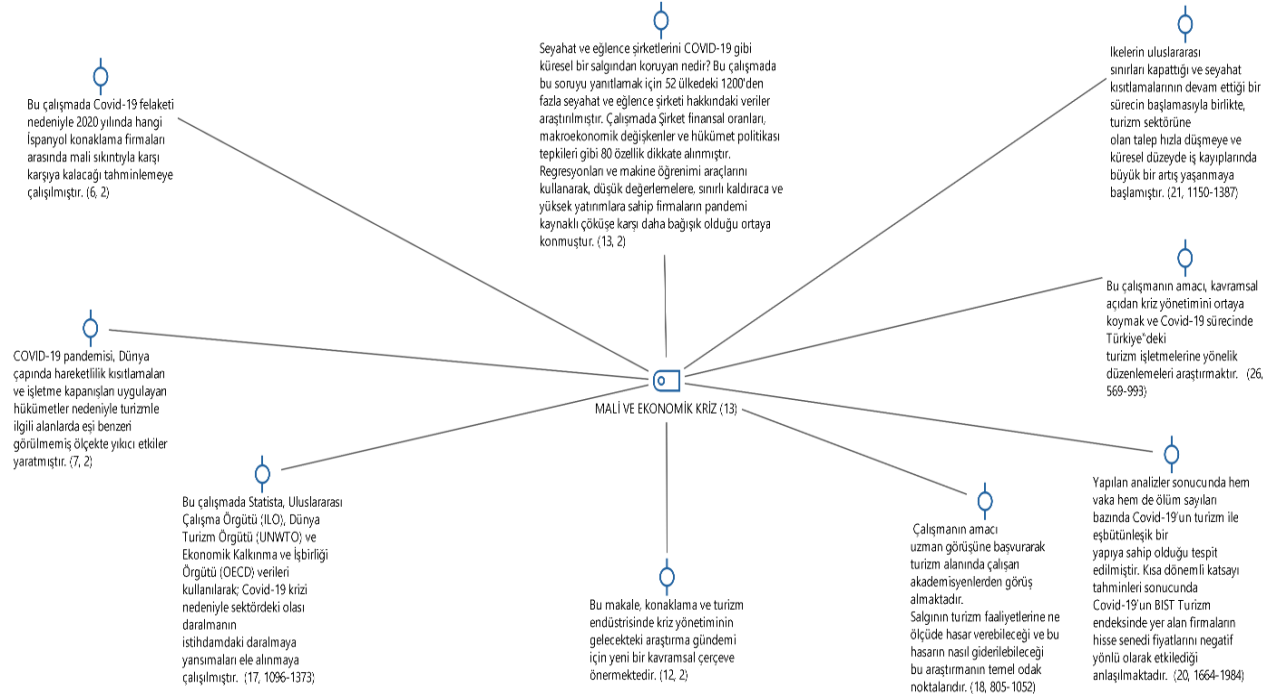 Bu çalışmada Covid-19 felaketi
nedeniyle 2020 yılında hangi
İspanyol konaklama firmaları
arasında mali sıkıntıyla karşı
karşıya kalacağı tahminlemeye
çalışılmıştır. (6, 2)
Seyahat ve eğlence şirketlerini COVID-19 gibi
küresel bir salgından koruyan nedir? Bu çalışmada
bu soruyu yanıtlamak için 52 ülkedeki 1200'den
fazla seyahat ve eğlence şirketi hakkındaki veriler
araştırılmıştır. Çalışmada Şirket finansal oranları,
makroekonomik değişkenler ve hükümet politikası
tepkileri gibi 80 özellik dikkate alınmıştır.
Regresyonları ve makine öğrenimi araçlarını
kullanarak, düşük değerlemelere, sınırlı kaldıraca ve
yüksek yatırımlara sahip firmaların pandemi
kaynaklı çöküşe karşı daha bağışık olduğu ortaya
konmuştur. (13, 2)
lkelerin uluslararası
sınırları kapattığı ve seyahat
kısıtlamalarının devam ettiği bir
sürecin başlamasıyla birlikte,
turizm sektörüne
olan talep hızla düşmeye ve
küresel düzeyde iş kayıplarında
büyük bir artış yaşanmaya
başlamıştır. (21, 1150-1387)
Bu çalışmanın amacı, kavramsal
açıdan kriz yönetimini ortaya
koymak ve Covid-19 sürecinde
Türkiye"deki
turizm işletmelerine yönelik
düzenlemeleri araştırmaktır. (26,
569-993)
COVID-19 pandemisi, Dünya
çapında hareketlilik kısıtlamaları
ve işletme kapanışları uygulayan
hükümetler nedeniyle turizmle
ilgili alanlarda eşi benzeri
görülmemiş ölçekte yıkıcı etkiler
yaratmıştır. (7, 2)
MALİ VE EKONOMİK KRİZ (13)
Bu çalışmada Statista, Uluslararası
Çalışma Örgütü (ILO), Dünya
Turizm Örgütü (UNWTO) ve
Ekonomik Kalkınma ve İşbirliği
Örgütü (OECD) verileri
kullanılarak; Covid-19 krizi
nedeniyle sektördeki olası
daralmanın
istihdamdaki daralmaya
yansımaları ele alınmaya
çalışılmıştır. (17, 1096-1373)
Bu makale, konaklama ve turizm
endüstrisinde kriz yönetiminin
gelecekteki araştırma gündemi
için yeni bir kavramsal çerçeve
önermektedir. (12, 2)
Çalışmanın amacı
uzman görüşüne başvurarak
turizm alanında çalışan
akademisyenlerden görüş
almaktadır.
Salgının turizm faaliyetlerine ne
ölçüde hasar verebileceği ve bu
hasarın nasıl giderilebileceği
bu araştırmanın temel odak
noktalarıdır. (18, 805-1052)
Yapılan analizler sonucunda hem
vaka hem de ölüm sayıları
bazında Covid-19'un turizm ile
eşbütünleşik bir
yapıya sahip olduğu tespit
edilmiştir. Kısa dönemli katsayı
tahminleri sonucunda
Covid-19'un BIST Turizm
endeksinde yer alan firmaların
hisse senedi fiyatlarını negatif
yönlü olarak etkilediği
anlaşılmaktadır. (20, 1664-1984)